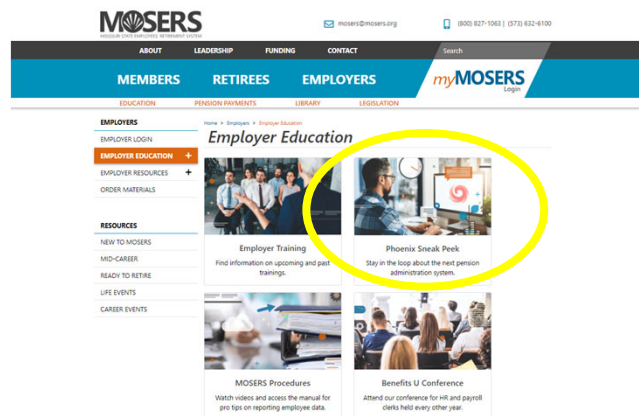 MOSERS
MISSOURI STATE EMPLOYEES' RETIREMENT SYSTEM
mosers@mosers.org
(800) 827-1063 | (573) 632-6100
ABOUT LEADERSHIP FUNDING CONTACT Search
MEMBERS RETIREES EMPLOYERS myMOSERS
Login
EDUCATION PENSION PAYMENTS LIBRARY LEGISLATION
EMPLOYERS
EMPLOYER LOGIN
EMPLOYER EDUCATION +
EMPLOYER RESOURCES +
ORDER MATERIALS
RESOURCES
NEW TO MOSERS
MID-CAREER
READY TO RETIRE
LIFE EVENTS
CAREER EVENTS
Home > Employers > Employer Education
Employer Education
Employer Training
Find information on upcoming and past
trainings.
Phoenix Sneak Peek
Stay in the loop about the next pension
administration system.
MOSERS Procedures
Watch videos and access the manual for
pro tips on reporting employee data.
Benefits U Conference
Attend our conference for HR and payroll
clerks held every other year.